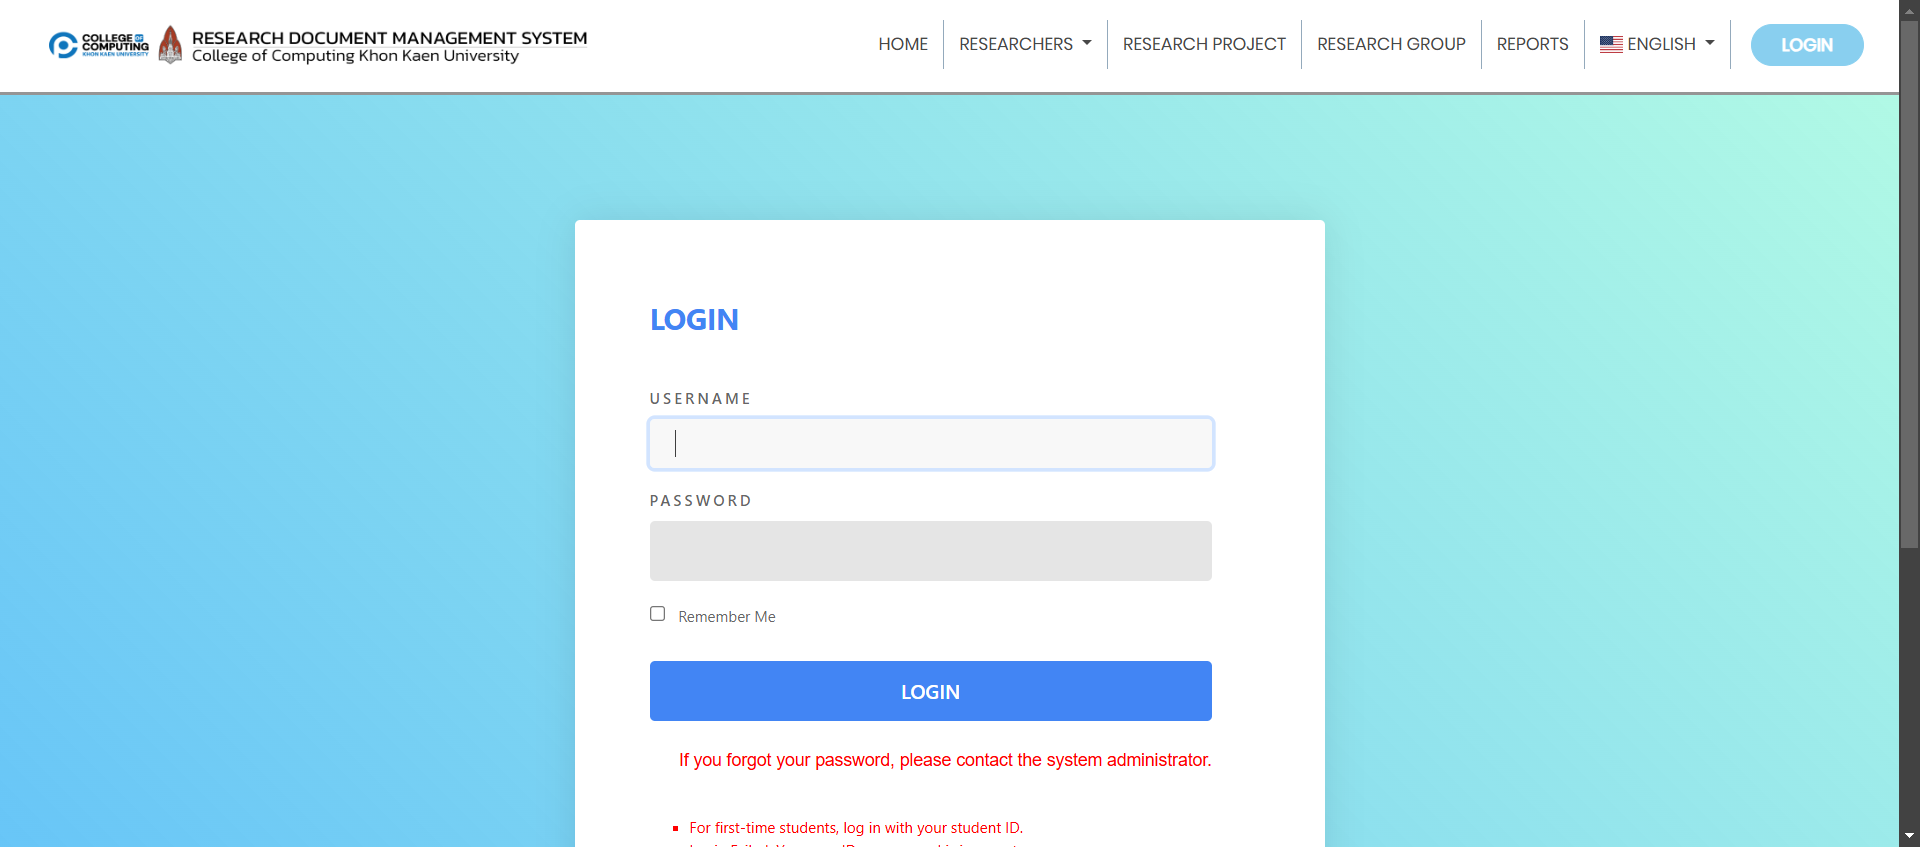 COLLEGE OF
COMPUTING
KHON KAEN UNIVERSITY
RESEARCH DOCUMENT MANAGEMENT SYSTEM
College of Computing Khon Kaen University
HOME
RESEARCHERS
RESEARCH PROJECT
RESEARCH GROUP
REPORTS
ENGLISH
LOGIN
LOGIN
USERNAME
PASSWORD
Remember Me
LOGIN
If you forgot your password, please contact the system administrator.
For first-time students, log in with your student ID.